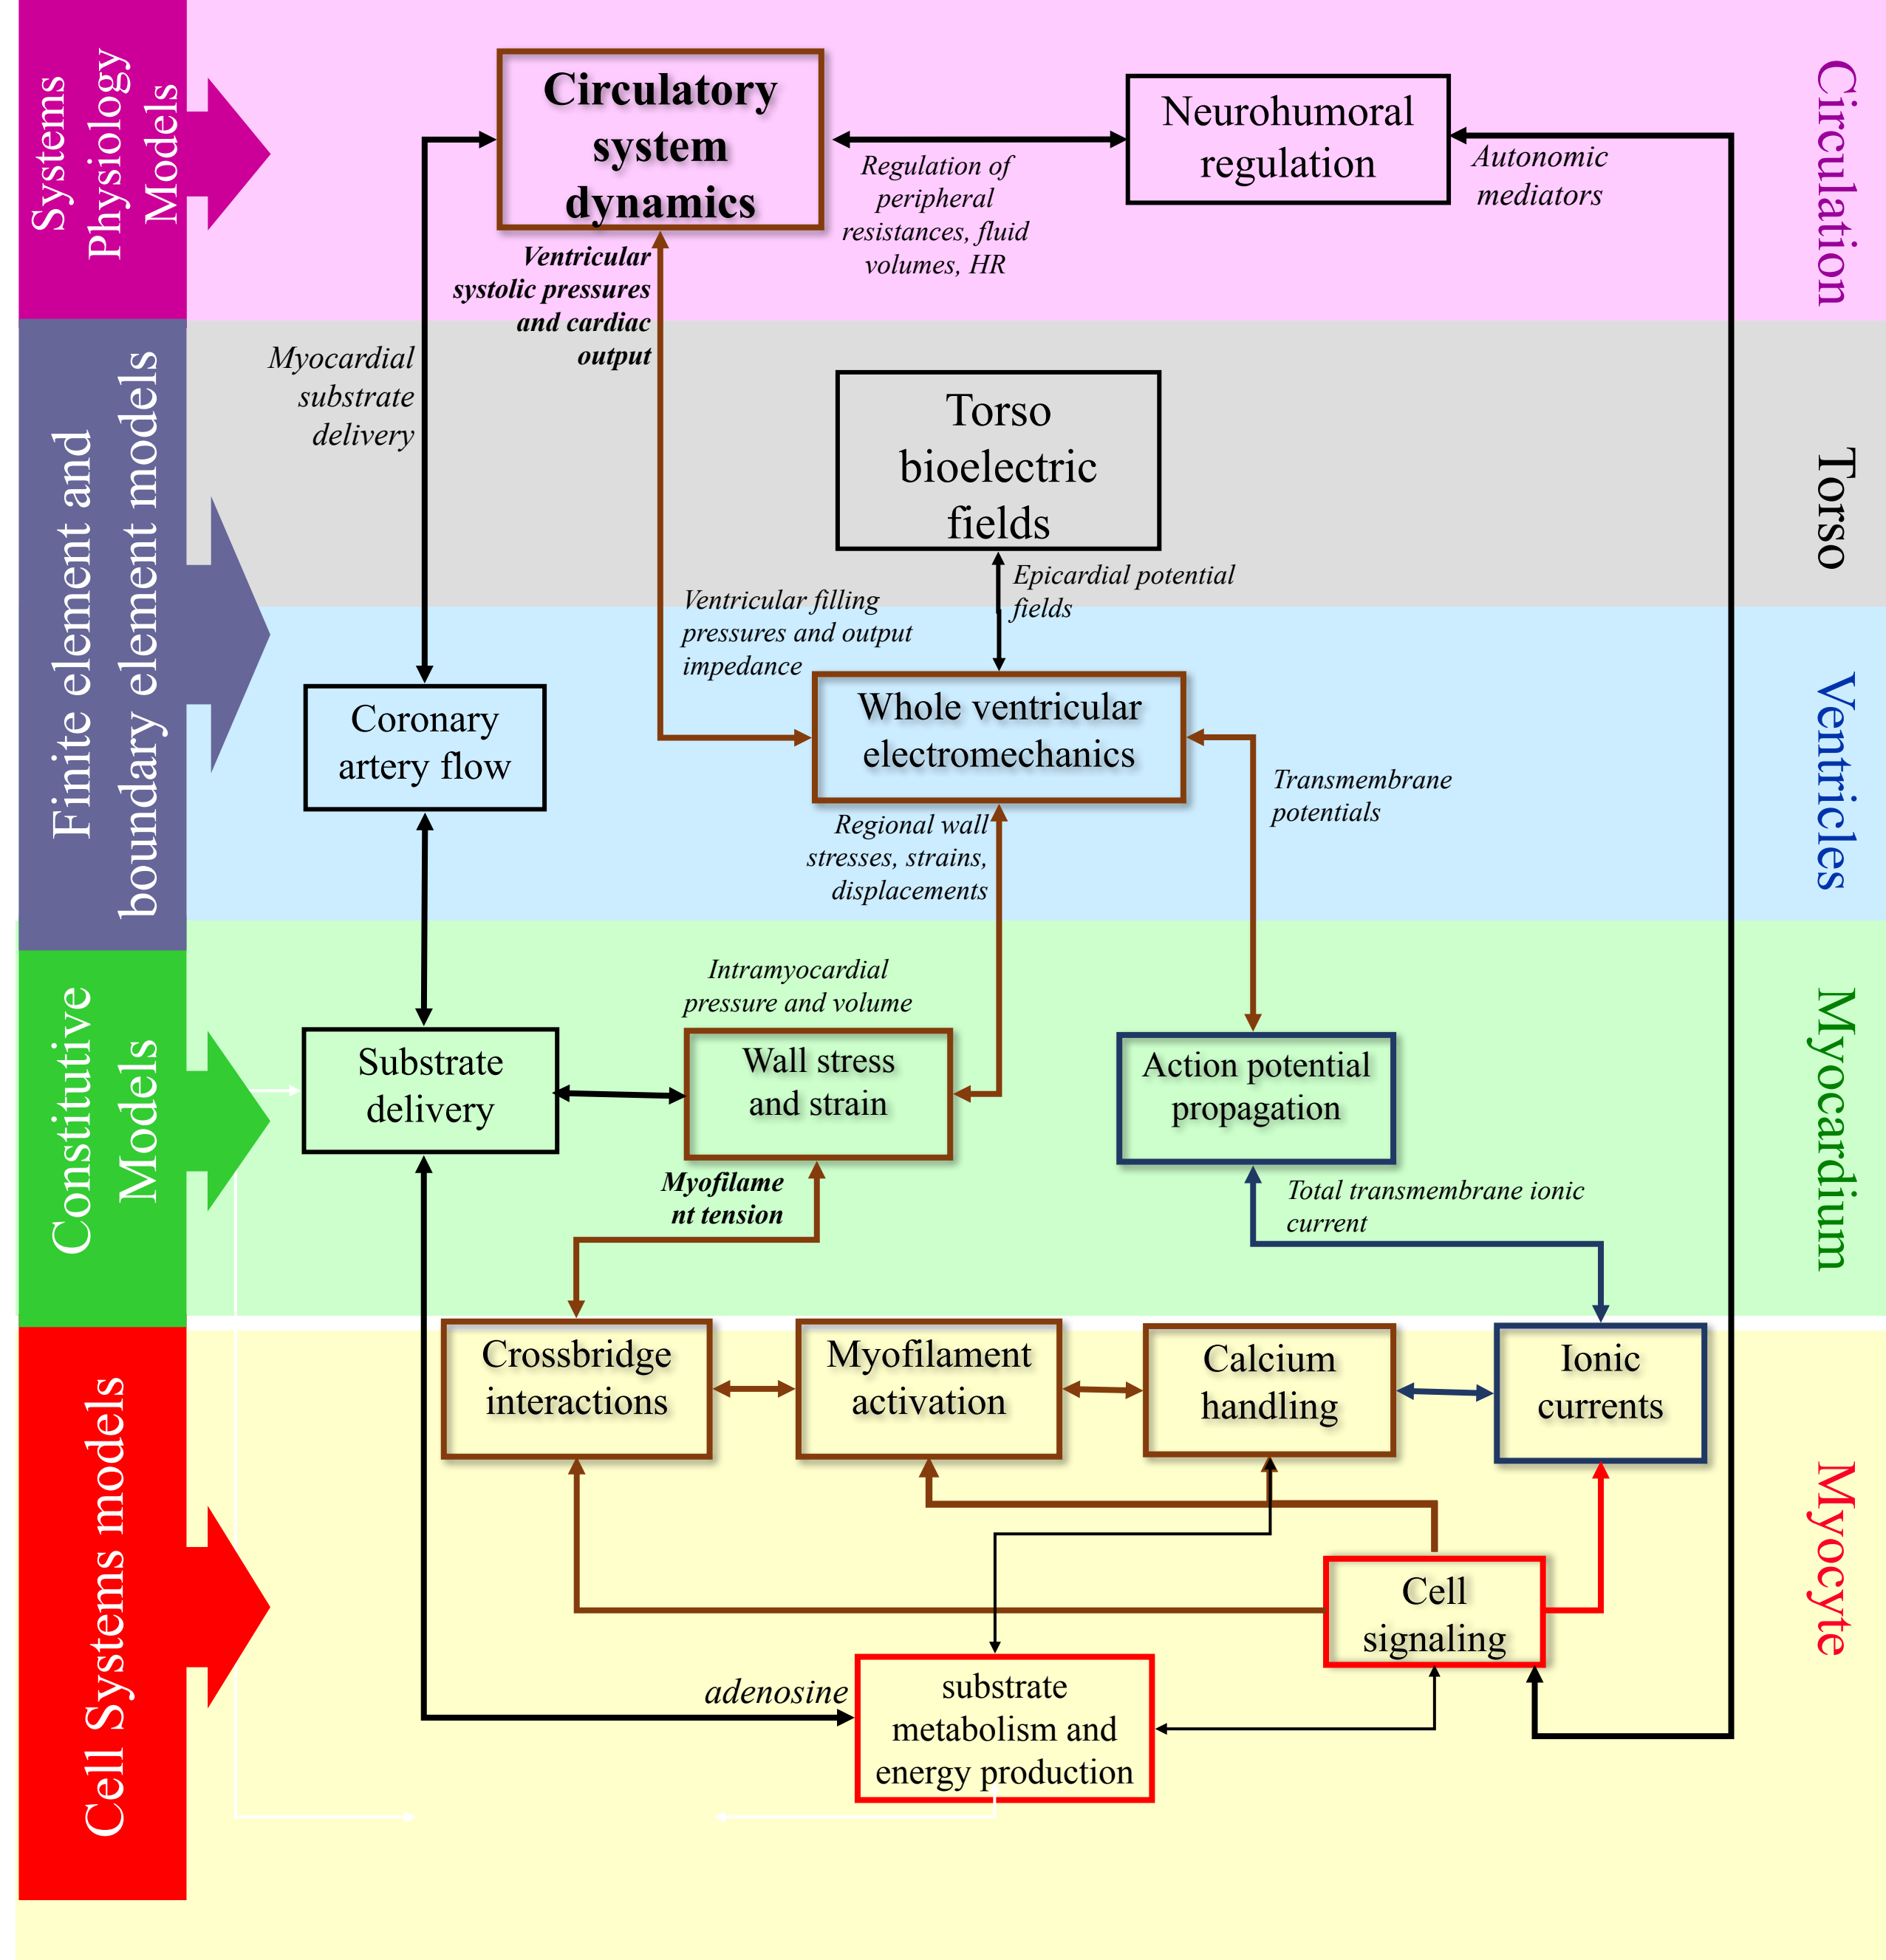 Systems
Physiology
Models
Circulatory
system
dynamics
Neurohumoral
regulation
Regulation of
peripheral
resistances, fluid
volumes, HR
Autonomic
mediators
Circulation
Ventricular
systolic pressures
and cardiac
output
Myocardial
substrate
delivery
Finite element and
boundary element models
Torso
bioelectric
fields
Torso
Epicardial potential
fields
Ventricular filling
pressures and output
impedance
Coronary
artery flow
Whole ventricular
electromechanics
Transmembrane
potentials
Regional wall
stresses, strains,
displacements
Ventricles
Constitutive
Models
Intramyocardial
pressure and volume
Substrate
delivery
Wall stress
and strain
Action potential
propagation
Myofilame
nt tension
Total transmembrane ionic
current
Myocardium
Cell Systems models
Crossbridge
interactions
Myofilament
activation
Calcium
handling
Ionic
currents
Cell
signaling
adenosine
substrate
metabolism and
energy production
Myocyte